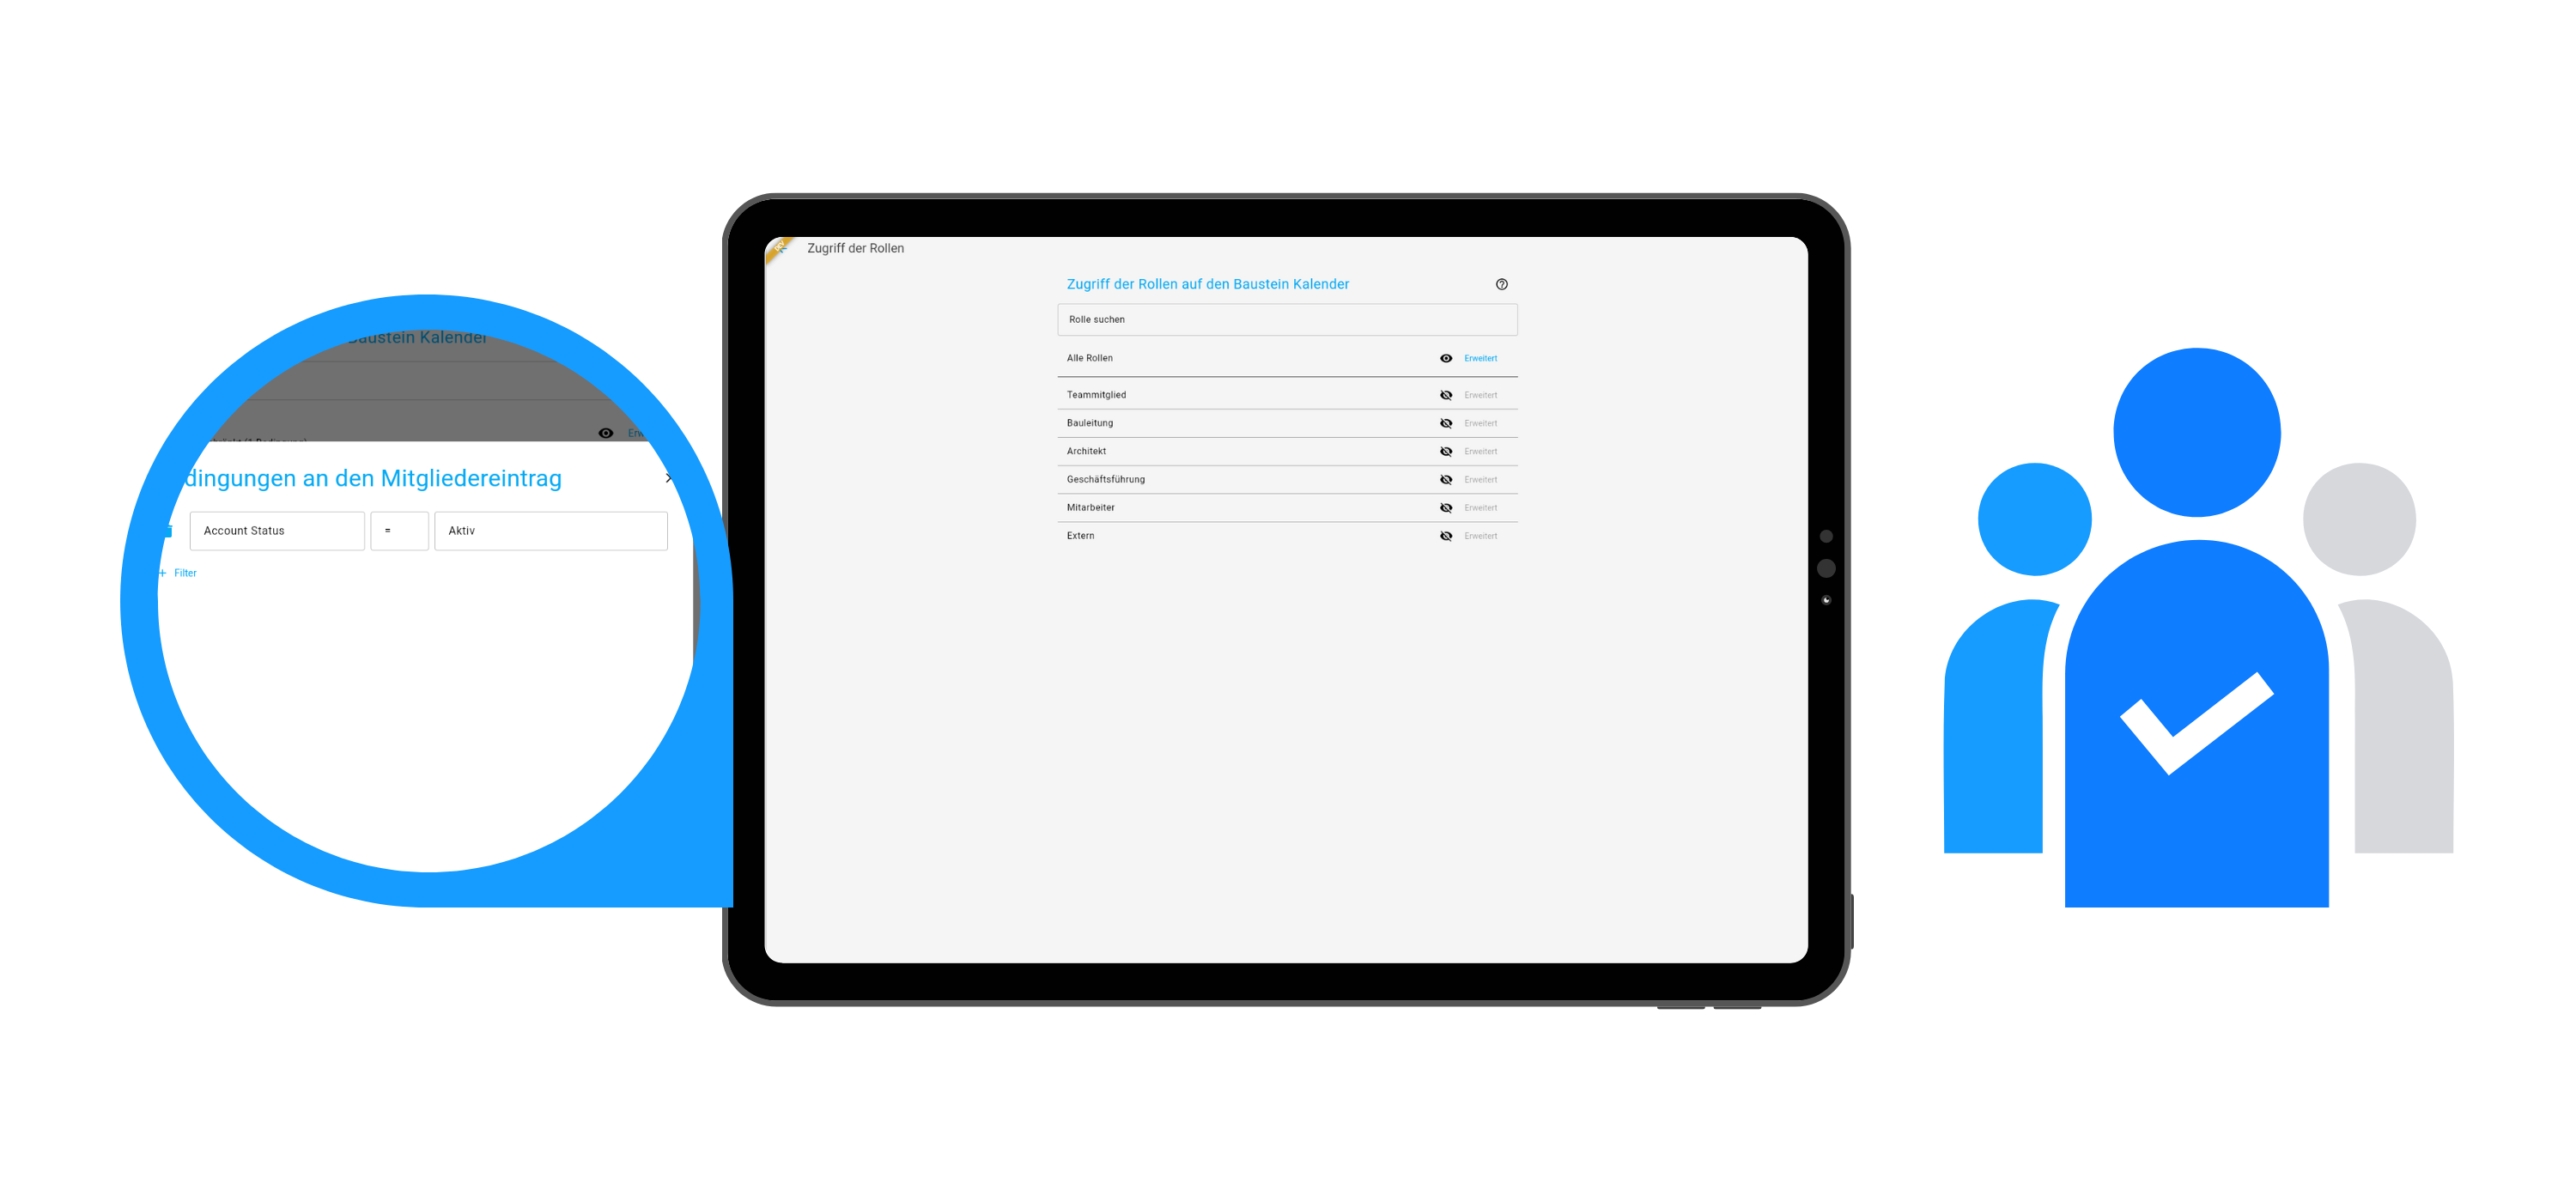 Zugriff der Rollen
Zugriff der Rollen auf den Baustein Kalender
Rolle suchen
Alle Rollen Erweitert
Teammitglied Erweitert
Bauleitung Erweitert
Architekt Erweitert
Geschäftsführung Erweitert
Mitarbeiter Erweitert
Extern Erweitert
Baustein Kalender
dingungen an den Mitgliedereintrag
Account Status = Aktiv
+ Filter